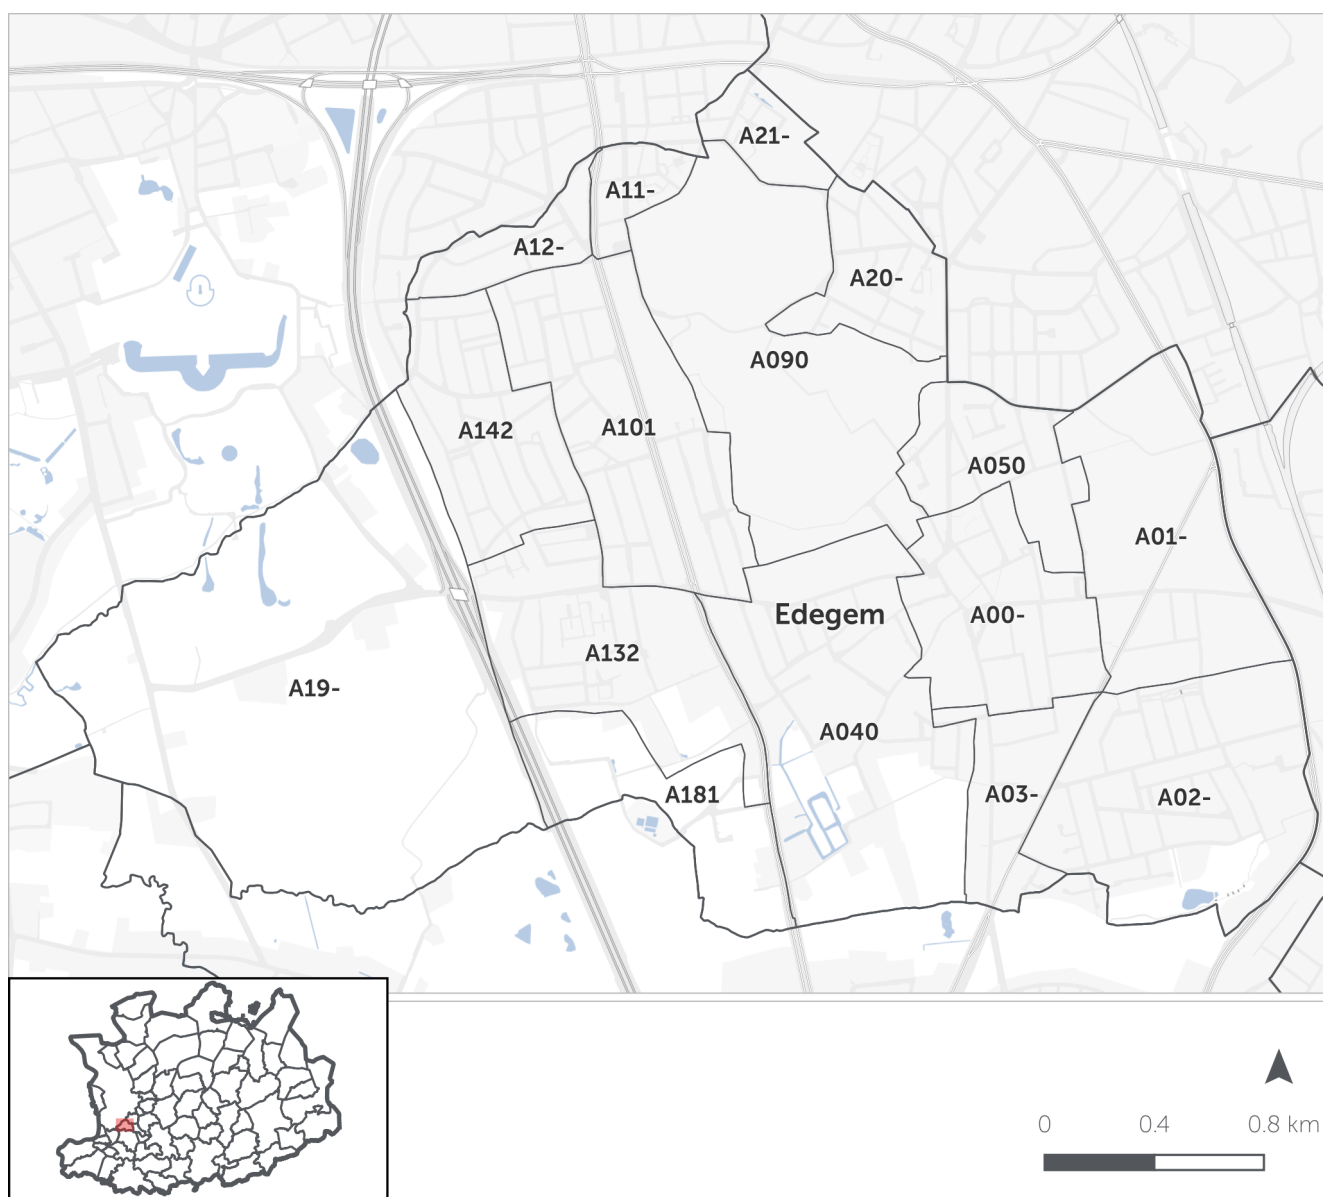 A21-
A11-
A12-
A20-
A090
A142
A101
A050
A01-
Edegem
A00-
A132
A19-
A040
A181
A03-
A02-
0 0.4 0.8 km